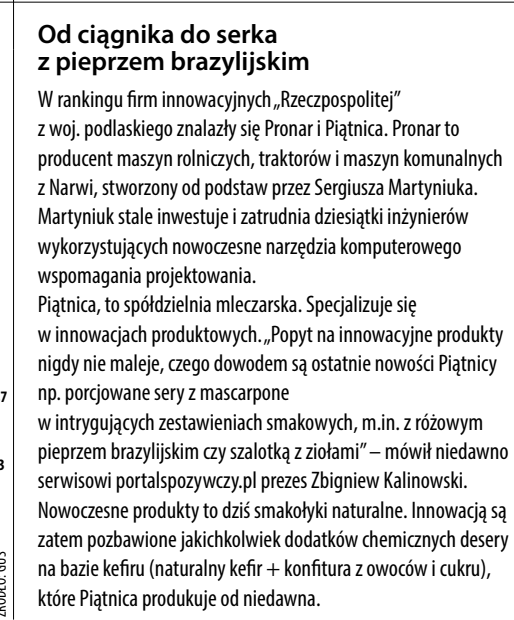 Od ciągnika do serka
z pieprzem brazylijskim
W rankingu firm innowacyjnych „Rzeczpospolitej”
z woj. podlaskiego znalazły się Pronar i Piątnica. Pronar to
producent maszyn rolniczych, traktorów i maszyn komunalnych
z Narwi, stworzony od podstaw przez Sergiusza Martyniuka.
Martyniuk stale inwestuje i zatrudnia dziesiątki inżynierów
wykorzystujących nowoczesne narzędzia komputerowego
wspomagania projektowania.
Piątnica, to spółdzielnia mleczarska. Specjalizuje się
w innowacjach produktowych. „Popyt na innowacyjne produkty
nigdy nie maleje, czego dowodem są ostatnie nowości Piątnicy
np. porcjowane sery z mascarpone
w intrygujących zestawieniach smakowych, m.in. z różowym
pieprzem brazylijskim czy szalotką z ziołami” – mówił niedawno
serwisowi portalspozywczy.pl prezes Zbigniew Kalinowski.
Nowoczesne produkty to dziś smakołyki naturalne. Innowacją są
zatem pozbawione jakichkolwiek dodatków chemicznych desery
na bazie kefiru (naturalny kefir + konfitura z owoców i cukru),
które Piątnica produkuje od niedawna.
7